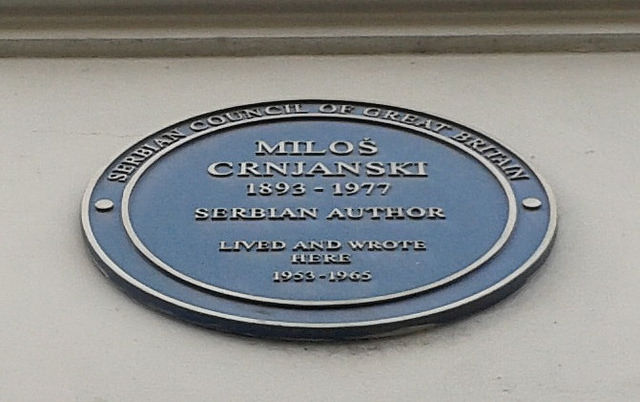 SERBIAN COUNCIL OF GREAT BRITAIN
MILOŠ
CRNJANSKI
1893 - 1977
SERBIAN AUTHOR
LIVED AND WROTE
HERE
1953-1965